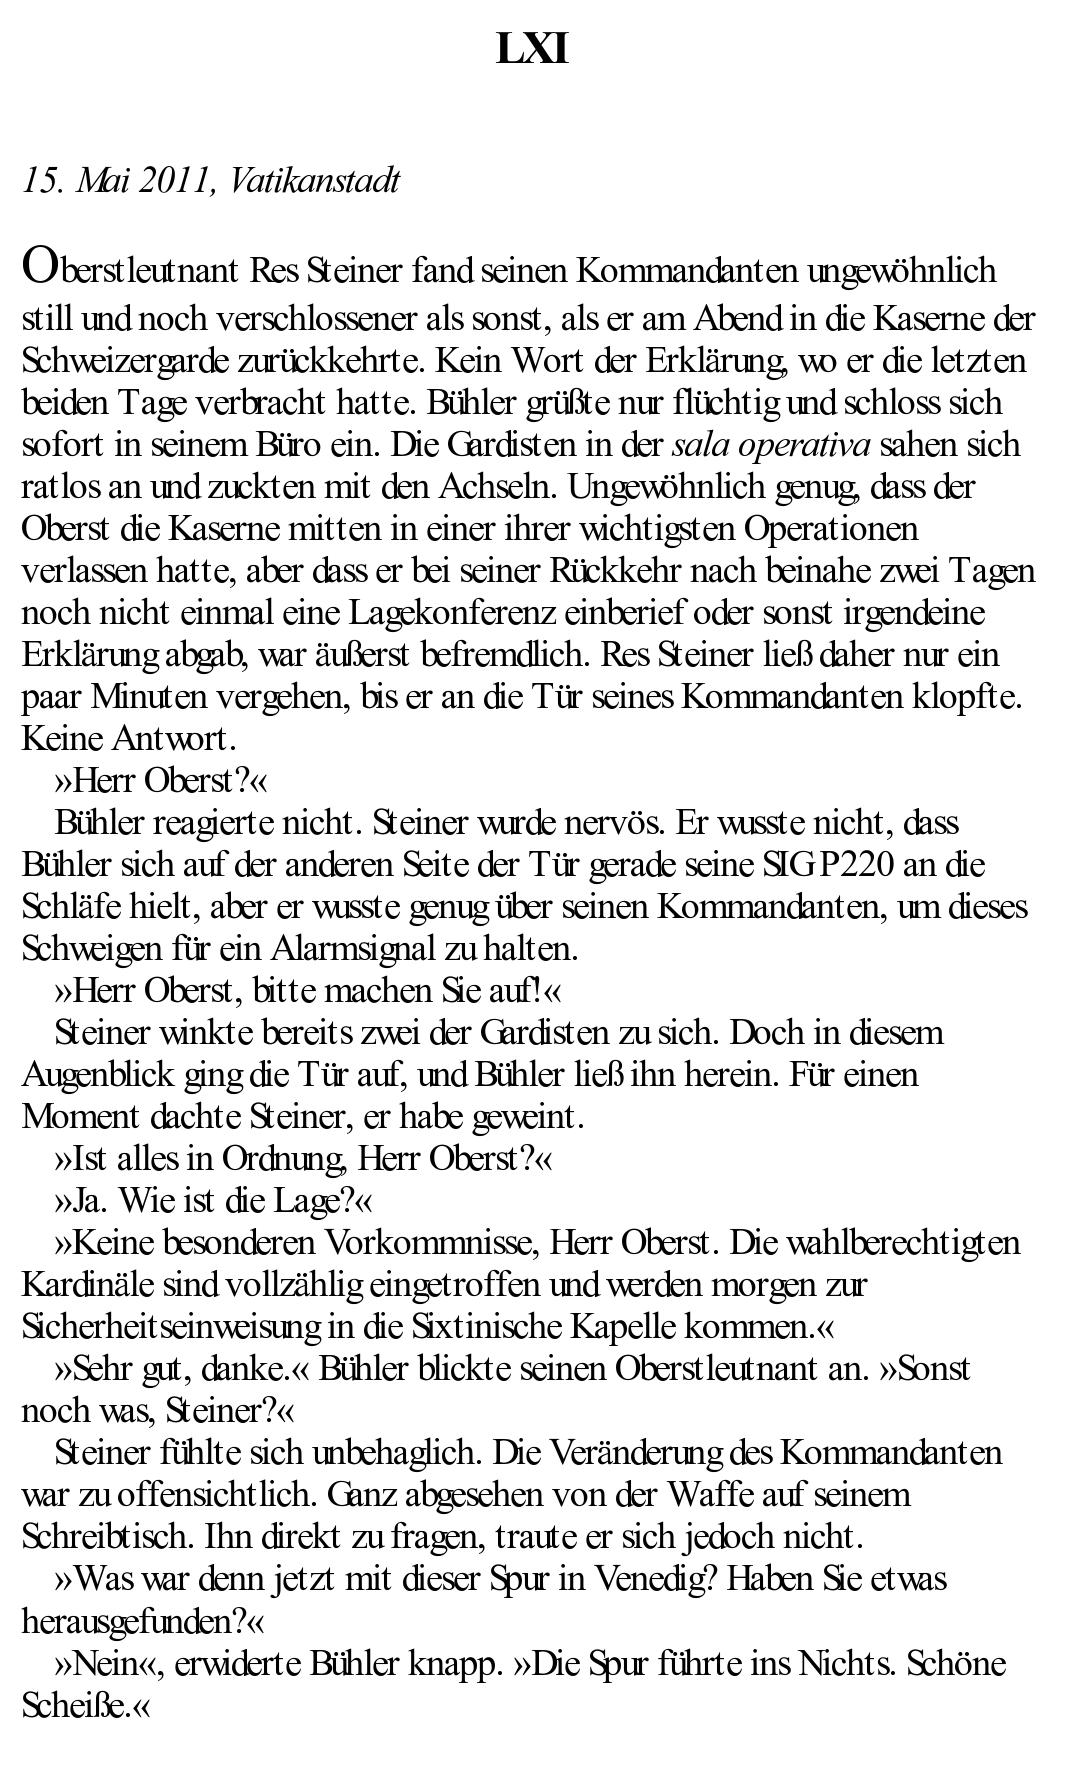 LXI
15. Mai 2011, Vatikanstadt
Oberstleutnant Res Steiner fand seinen Kommandanten ungewöhnlich
still und noch verschlossener als sonst, als er am Abend in die Kaserne der
Schweizergarde zurückkehrte. Kein Wort der Erklärung, wo er die letzten
beiden Tage verbracht hatte. Bühler grüßte nur flüchtig und schloss sich
sofort in seinem Büro ein. Die Gardisten in der sala operativa sahen sich
ratlos an und zuckten mit den Achseln. Ungewöhnlich genug, dass der
Oberst die Kaserne mitten in einer ihrer wichtigsten Operationen
verlassen hatte, aber dass er bei seiner Rückkehr nach beinahe zwei Tagen
noch nicht einmal eine Lagekonferenz einberief oder sonst irgendeine
Erklärung abgab, war äußerst befremdlich. Res Steiner ließ daher nur ein
paar Minuten vergehen, bis er an die Tür seines Kommandanten klopfte.
Keine Antwort.
»Herr Oberst?«
Bühler reagierte nicht. Steiner wurde nervös. Er wusste nicht, dass
Bühler sich auf der anderen Seite der Tür gerade seine SIG P220 an die
Schläfe hielt, aber er wusste genug über seinen Kommandanten, um dieses
Schweigen für ein Alarmsignal zu halten.
»Herr Oberst, bitte machen Sie auf!«
Steiner winkte bereits zwei der Gardisten zu sich. Doch in diesem
Augenblick ging die Tür auf, und Bühler ließ ihn herein. Für einen
Moment dachte Steiner, er habe geweint.
»Ist alles in Ordnung, Herr Oberst?«
»Ja. Wie ist die Lage?«
»Keine besonderen Vorkommnisse, Herr Oberst. Die wahlberechtigten
Kardinäle sind vollzählig eingetroffen und werden morgen zur
Sicherheitseinweisung in die Sixtinische Kapelle kommen.«
»Sehr gut, danke.« Bühler blickte seinen Oberstleutnant an. »Sonst
noch was, Steiner?«
Steiner fühlte sich unbehaglich. Die Veränderung des Kommandanten
war zu offensichtlich. Ganz abgesehen von der Waffe auf seinem
Schreibtisch. Ihn direkt zu fragen, traute er sich jedoch nicht.
»Was war denn jetzt mit dieser Spur in Venedig? Haben Sie etwas
herausgefunden?«
»Nein«, erwiderte Bühler knapp. »Die Spur führte ins Nichts. Schöne
Scheiße.«